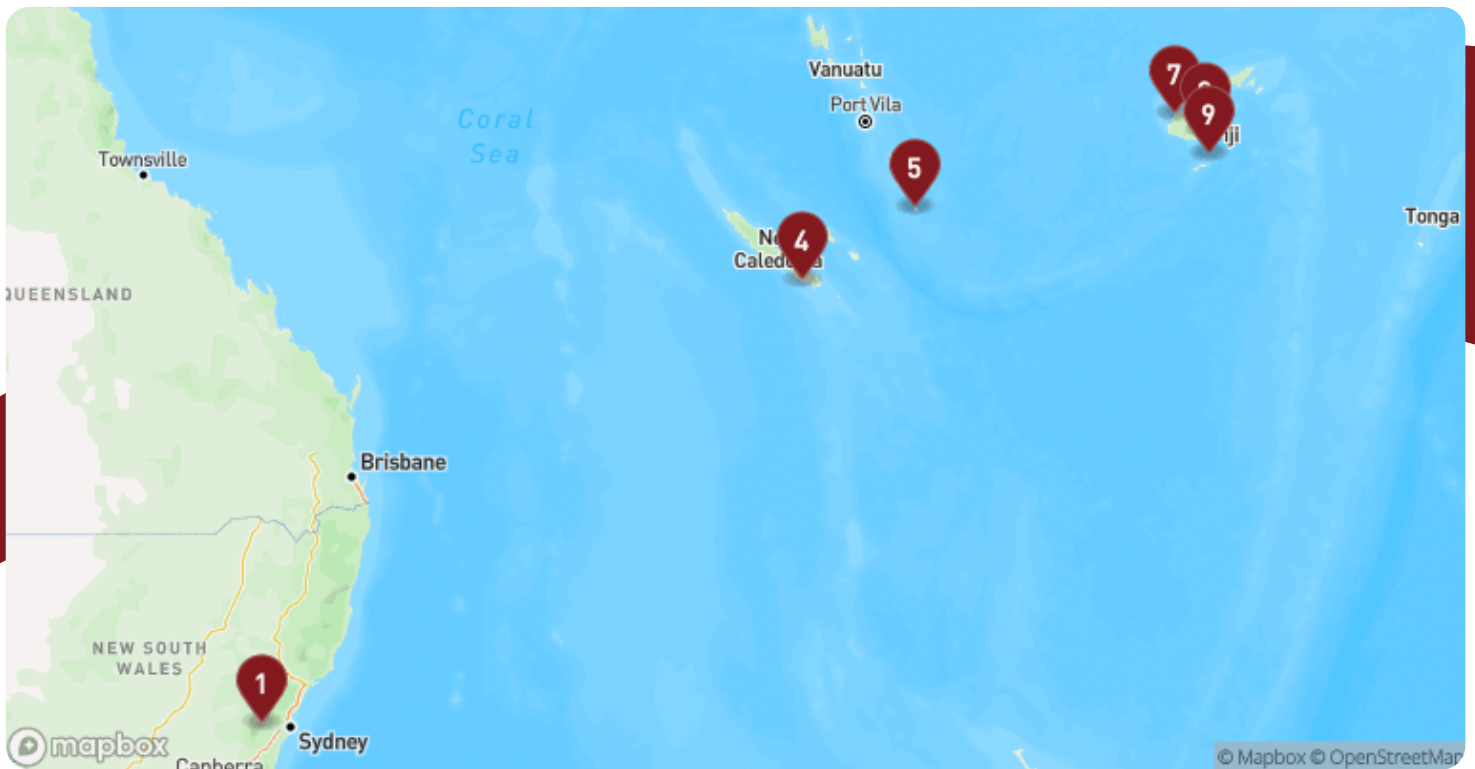 Vanuatu
Port Vila
Coral
Sea
7
9
Townsville
5
Tonga
4
QUEENSLAND
Brisbane
NEW SOUTH
WALES
1
Sydney
mapbox
© Mapbox © OpenStreetMap